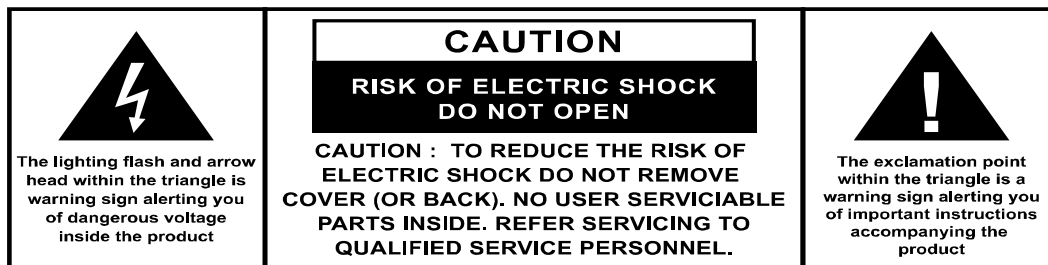 The lighting flash and arrow
head within the triangle is
warning sign alerting you
of dangerous voltage
inside the product
CAUTION
RISK OF ELECTRIC SHOCK
DO NOT OPEN
CAUTION : TO REDUCE THE RISK OF
ELECTRIC SHOCK DO NOT REMOVE
COVER (OR BACK). NO USER SERVICIABLE
PARTS INSIDE. REFER SERVICING TO
QUALIFIED SERVICE PERSONNEL.
!
The exclamation point
within the triangle is a
warning sign alerting you
of important instructions
accompanying the
product